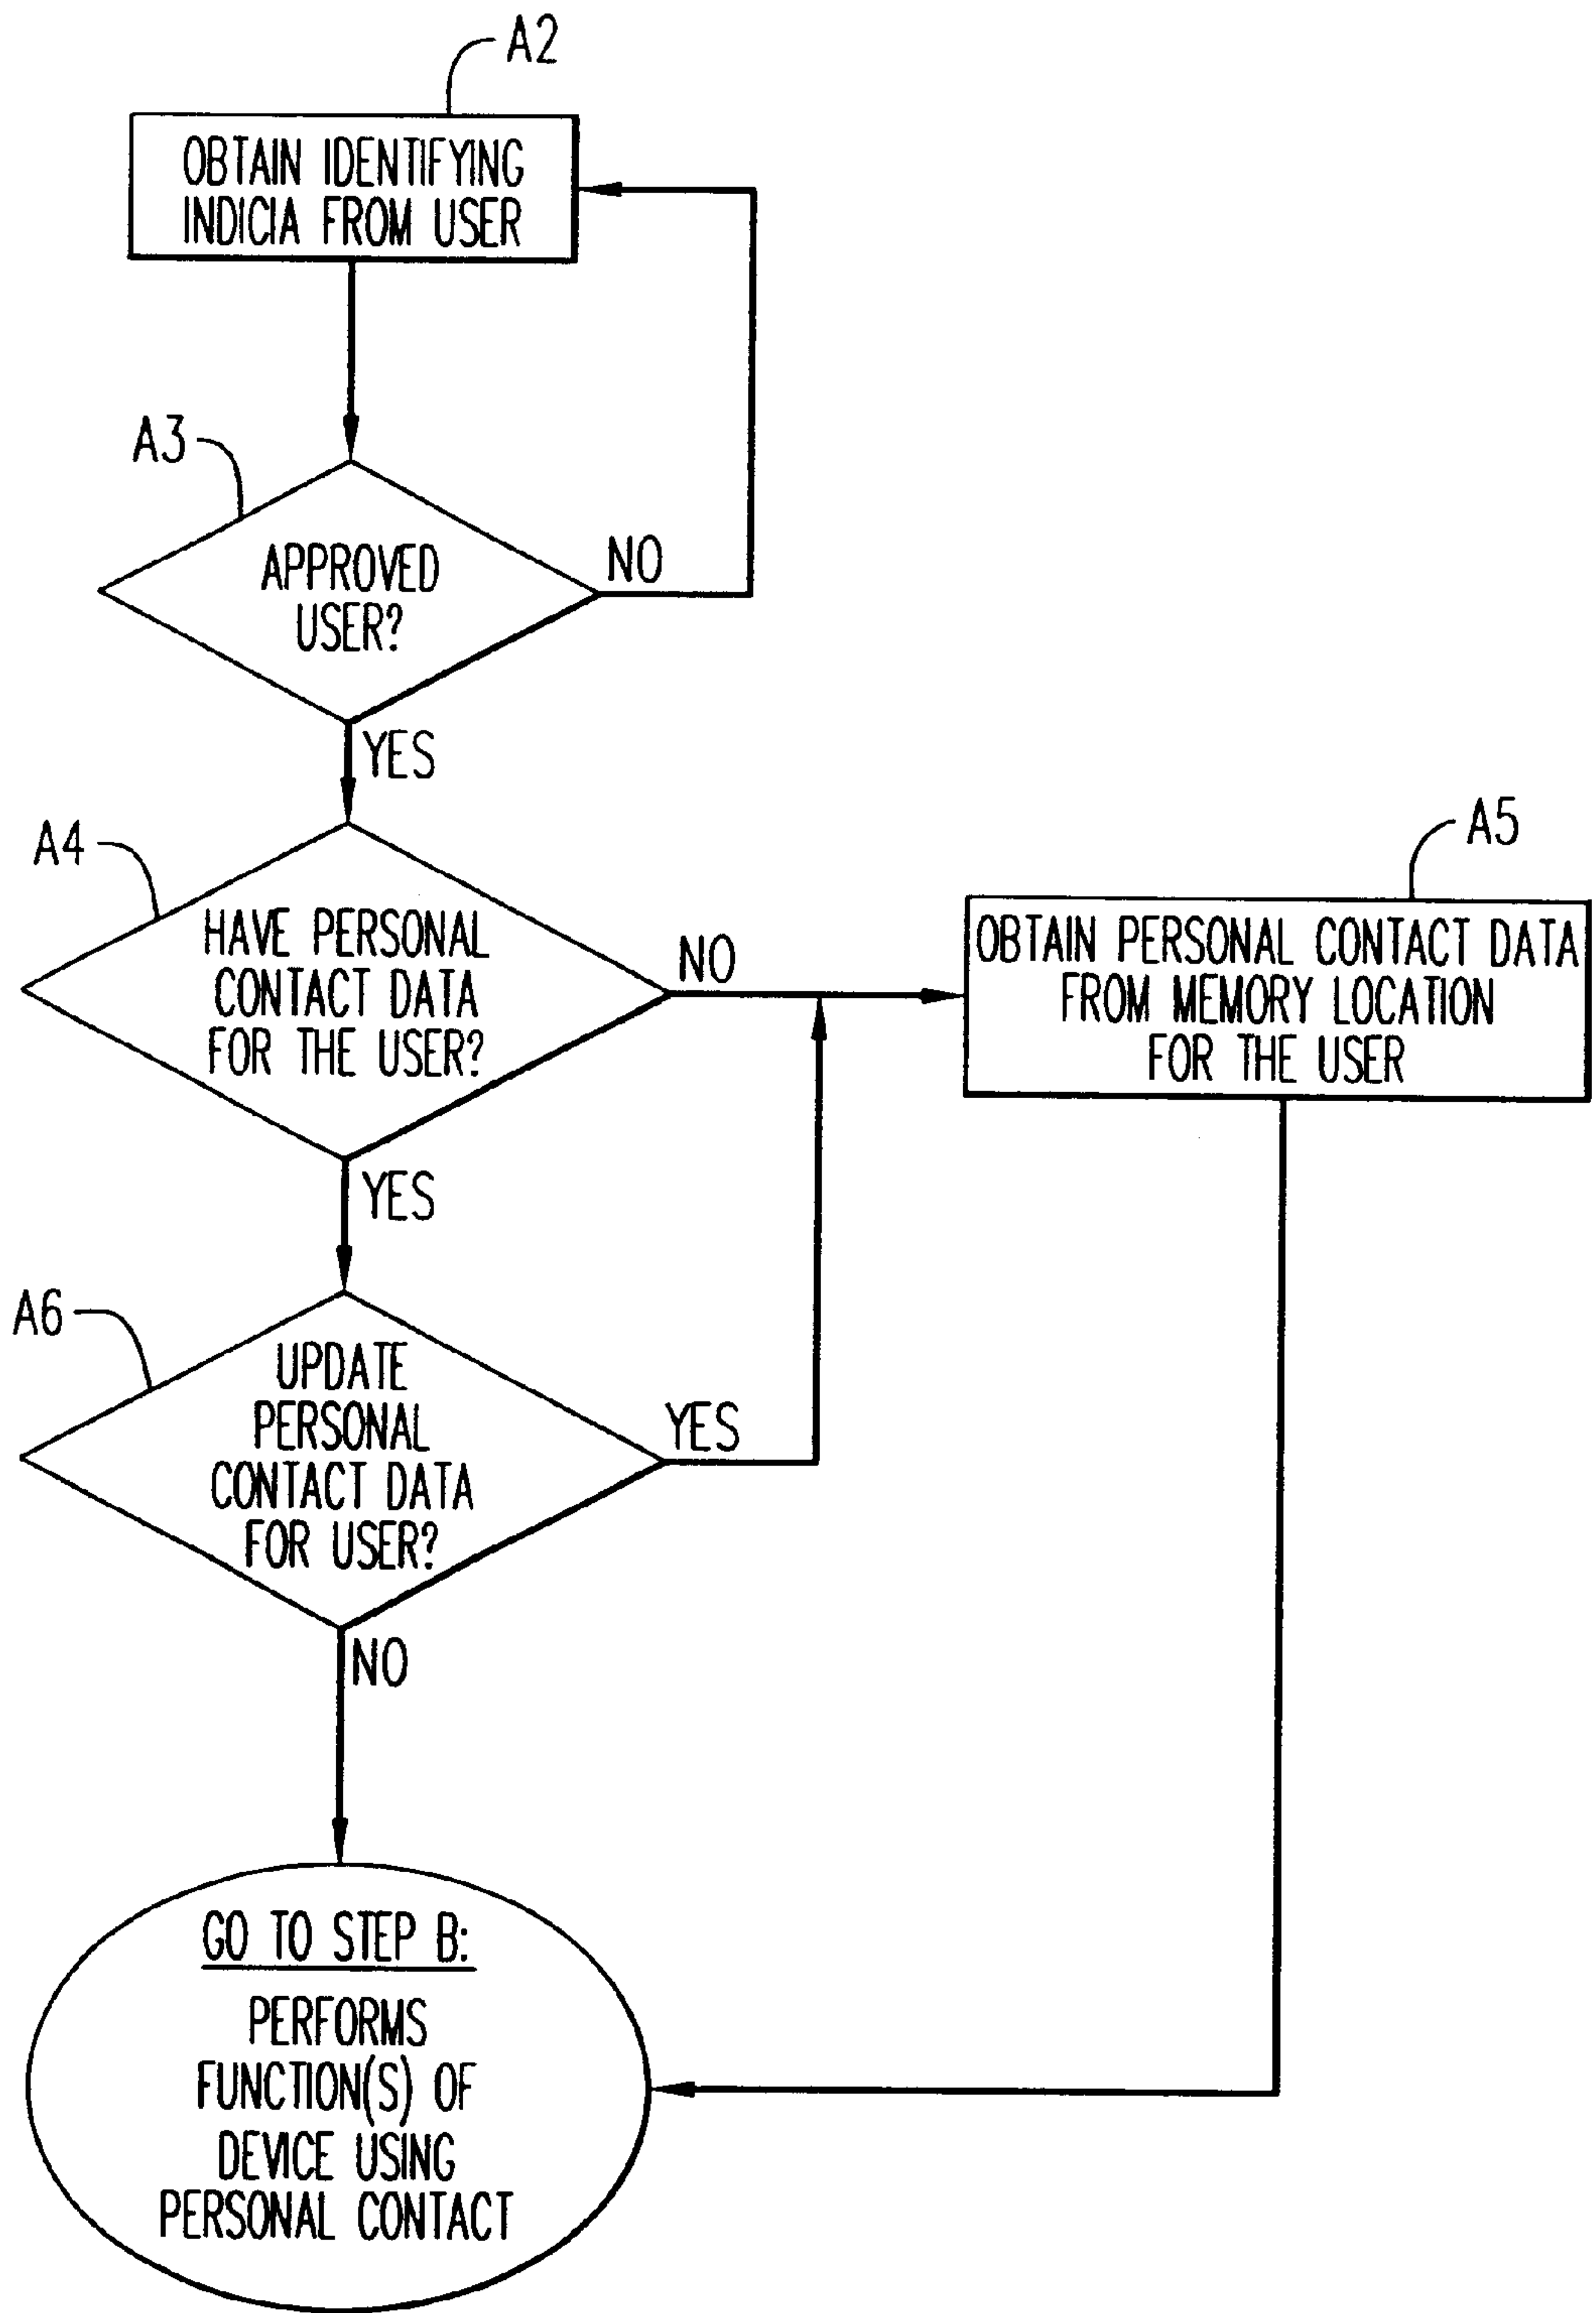 A2
OBTAIN IDENTIFYING
INDICIA FROM USER
A3
APPROVED
USER?
NO
YES
A4
HAVE PERSONAL
CONTACT DATA
FOR THE USER?
NO
A5
OBTAIN PERSONAL CONTACT DATA
FROM MEMORY LOCATION
FOR THE USER
YES
A6
UPDATE
PERSONAL
CONTACT DATA
FOR USER?
YES
NO
GO TO STEP B:
PERFORMS
FUNCTION(S) OF
DEVICE USING
PERSONAL CONTACT